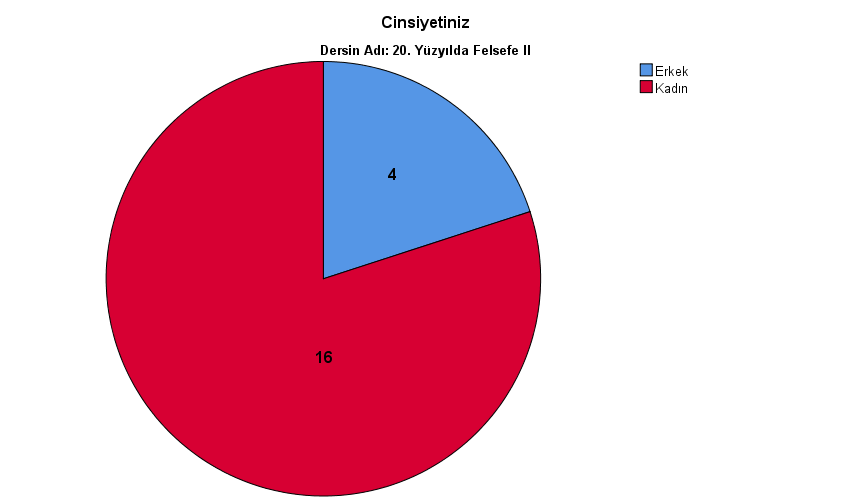 Cinsiyetiniz
Dersin Adı: 20. Yüzyılda Felsefe II
Erkek
Kadın
4
16